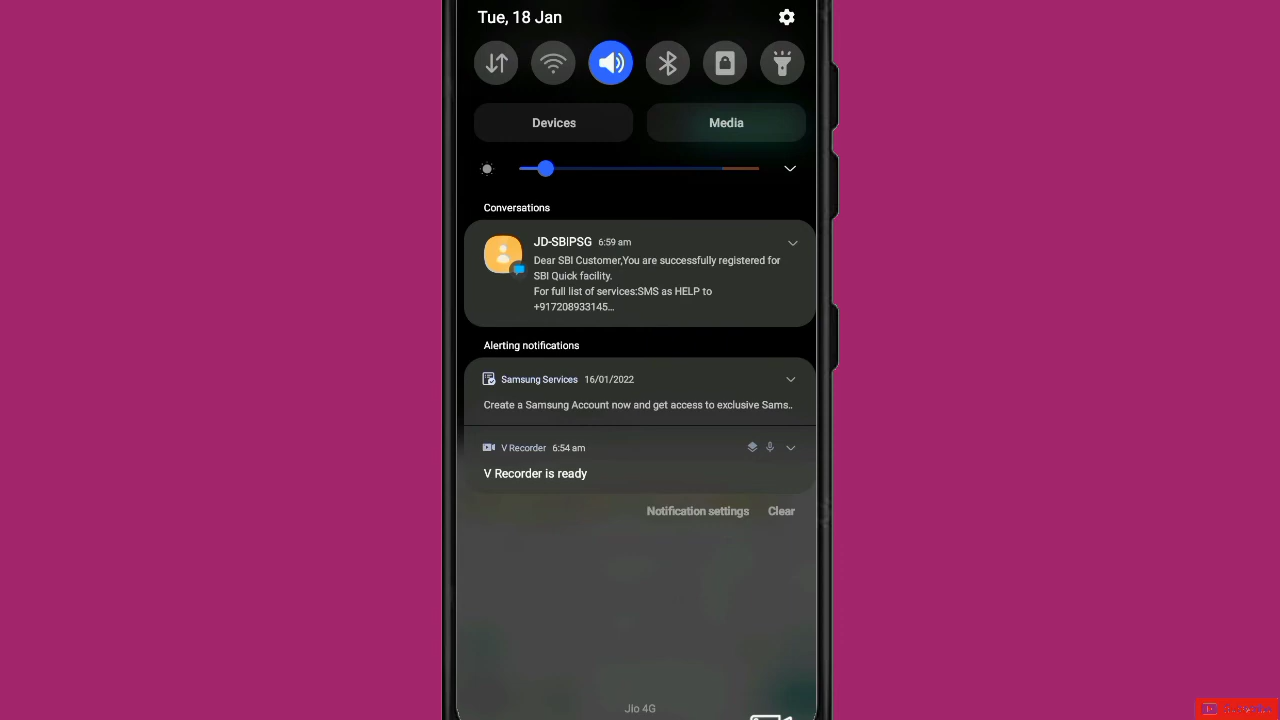 Tue, 18 Jan
Devices
Media
Conversations
JD-SBIPSG 6:59 am
Dear SBI Customer,You are successfully registered for
SBI Quick facility.
For full list of services:SMS as HELP to
+917208933145...
Alerting notifications
Samsung Services 16/01/2022
Create a Samsung Account now and get access to exclusive Sams..
V Recorder 6:54 am
V Recorder is ready
Notification settings Clear
Jio 4G